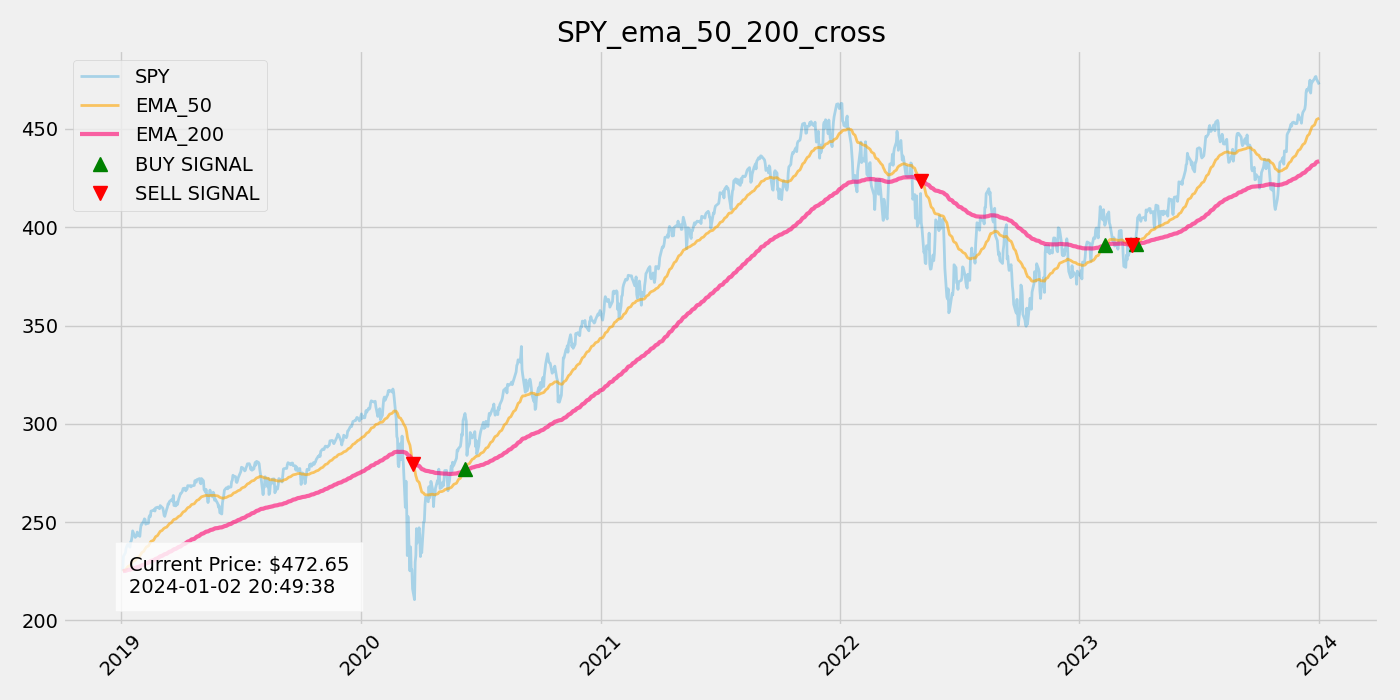 SPY_ema_50_200_cross
SPY
EMA_50
EMA_200
BUY SIGNAL
SELL SIGNAL
450
400
350
300
250
200
Current Price: $472.65
2024-01-02 20:49:38
2019
2020
2021
2022
2023
2024